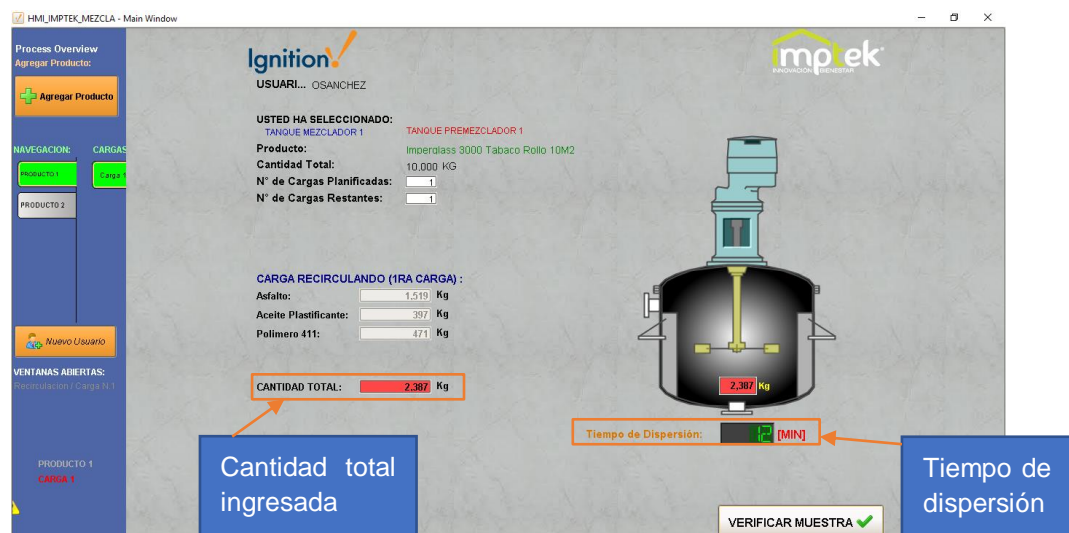 HMI_IMPTEK_MEZCLA - Main Window
Process Overview
Agregar Producto:
Agregar Producto
NAVEGACION: CARGAS
PRODUCTO 1 Carga 1
PRODUCTO 2
Nuevo Usuario
VENTANAS ABIERTAS:
Recirculacion / Carga N.1
PRODUCTO 1
CARGA 1
Ignition!
imptek
INNOVACIÓN BIENESTAR
USUARI... OSANCHEZ
USTED HA SELECCIONADO:
TANQUE MEZCLADOR 1 TANQUE PREMEZCLADOR 1
Producto: Imperglass 3000 Tabaco Rollo 10M2
Cantidad Total: 10,000 KG
N° de Cargas Planificadas: 1
N° de Cargas Restantes: 1
CARGA RECIRCULANDO (1RA CARGA) :
Asfalto: 1,519 Kg
Aceite Plastificante: 397 Kg
Polimero 411: 471 Kg
CANTIDAD TOTAL: 2,387 Kg
2,387 Kg
Tiempo de Dispersión: 12 [MIN]
Cantidad total
ingresada
Tiempo de
dispersión
VERIFICAR MUESTRA